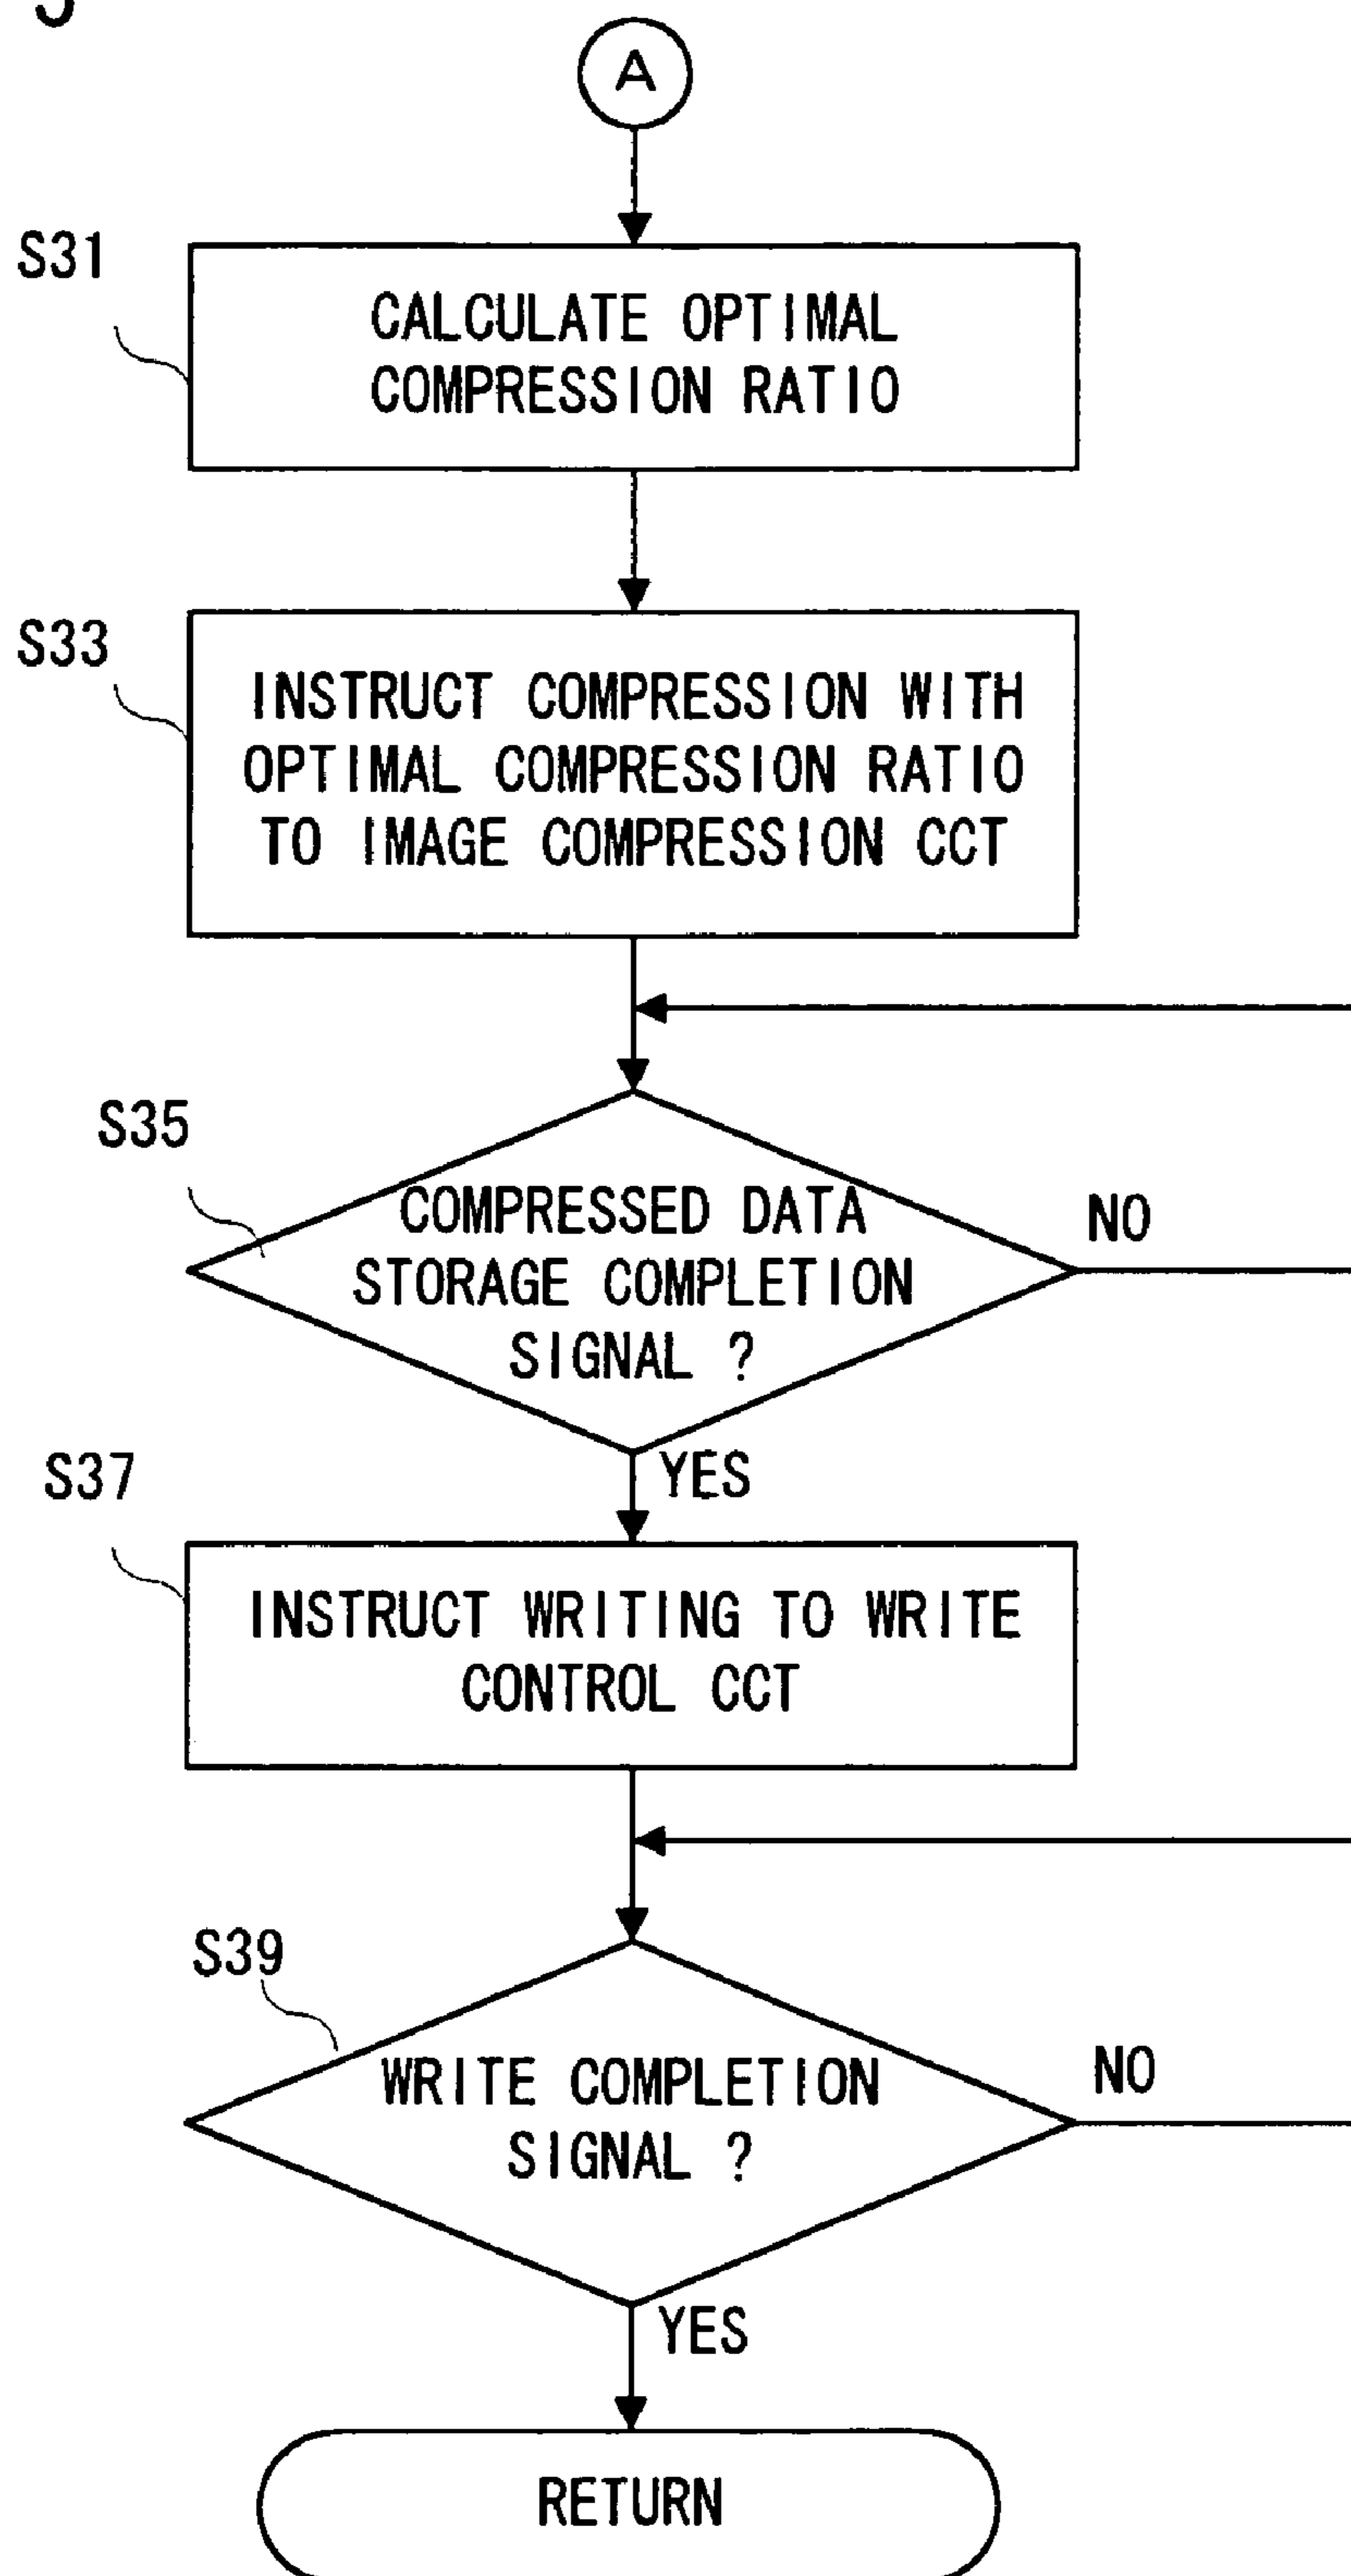 A
S31
CALCULATE OPTIMAL
COMPRESSION RATIO
S33
INSTRUCT COMPRESSION WITH
OPTIMAL COMPRESSION RATIO
TO IMAGE COMPRESSION CCT
S35
COMPRESSED DATA
STORAGE COMPLETION
SIGNAL ?
NO
YES
S37
INSTRUCT WRITING TO WRITE
CONTROL CCT
S39
WRITE COMPLETION
SIGNAL ?
NO
YES
RETURN